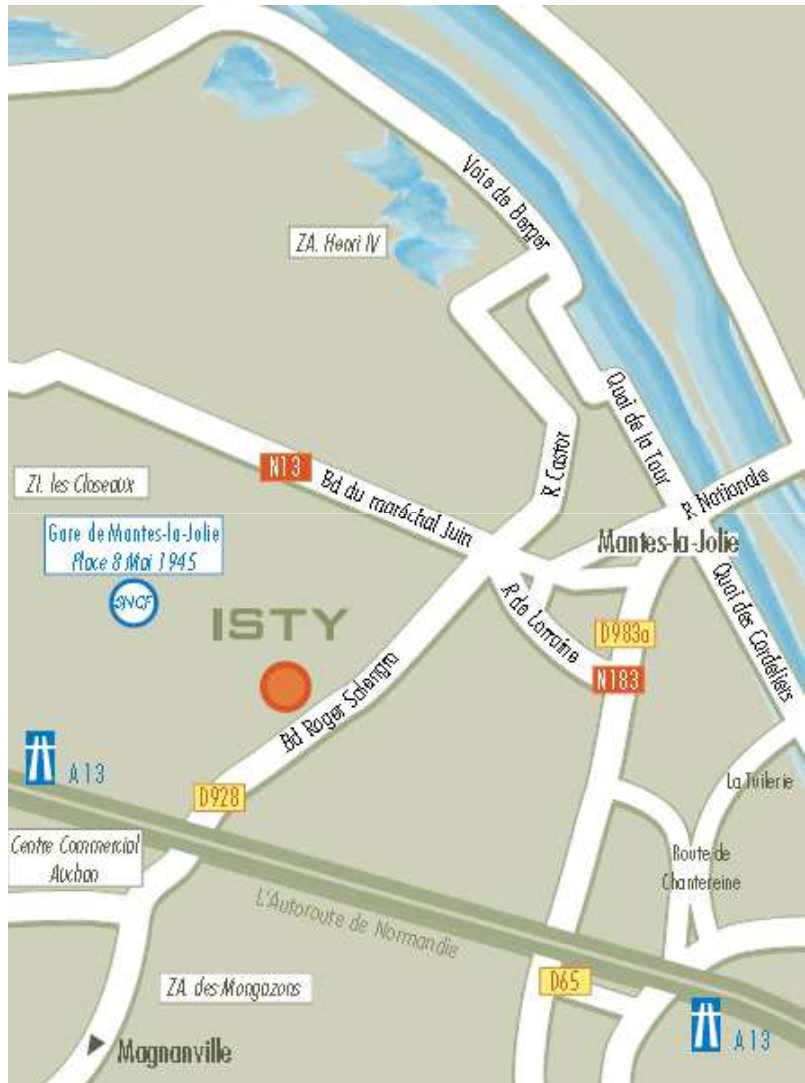 Voie de Berger
ZA. Henri IV
Quai de la Tour
N13
Bd du maréchal Juin
R Castor
ZI. les Closeaux
R Nationale
Gare de Mantes-la-Jolie
Place 8 Mai 1945
SNCF
Mantes-la-Jolie
ISTY
R de Lorraine
D983a
Quai des Cordeliers
N183
Bd Roger Salengro
A13
D928
La Tuilerie
Centre Commercial
Auchan
Route de
Chantereine
L'Autoroute de Normandie
ZA. des Mongazons
D65
Magnanville
A13